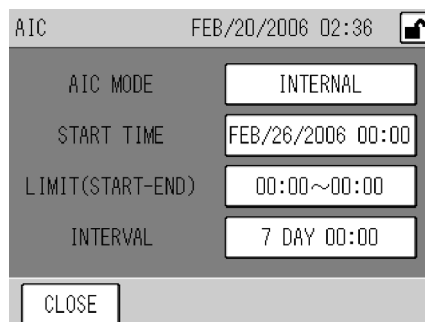 AIC FEB/20/2006 02:36
AIC MODE INTERNAL
START TIME FEB/26/2006 00:00
LIMIT(START-END) 00:00~00:00
INTERVAL 7 DAY 00:00
CLOSE